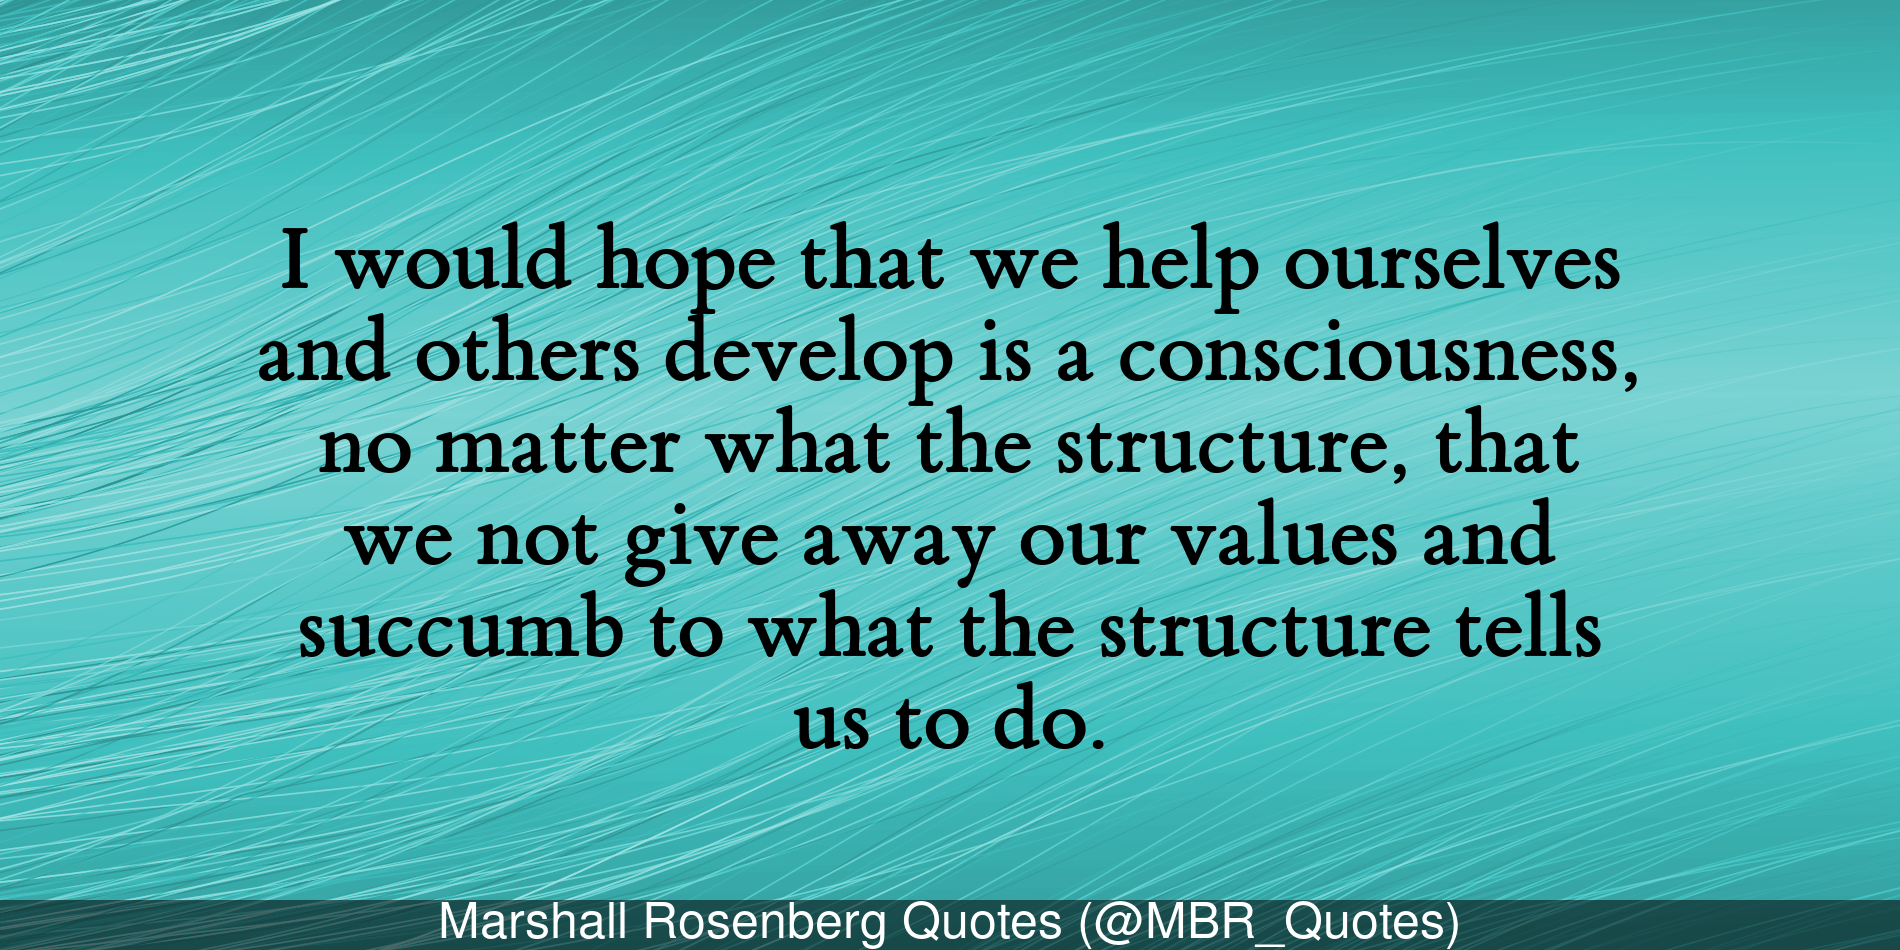 I would hope that we help ourselves
and others develop is a consciousness,
no matter what the structure, that
we not give away our values and
succumb to what the structure tells
us to do.
Marshall Rosenberg Quotes (@MBR_Quotes)